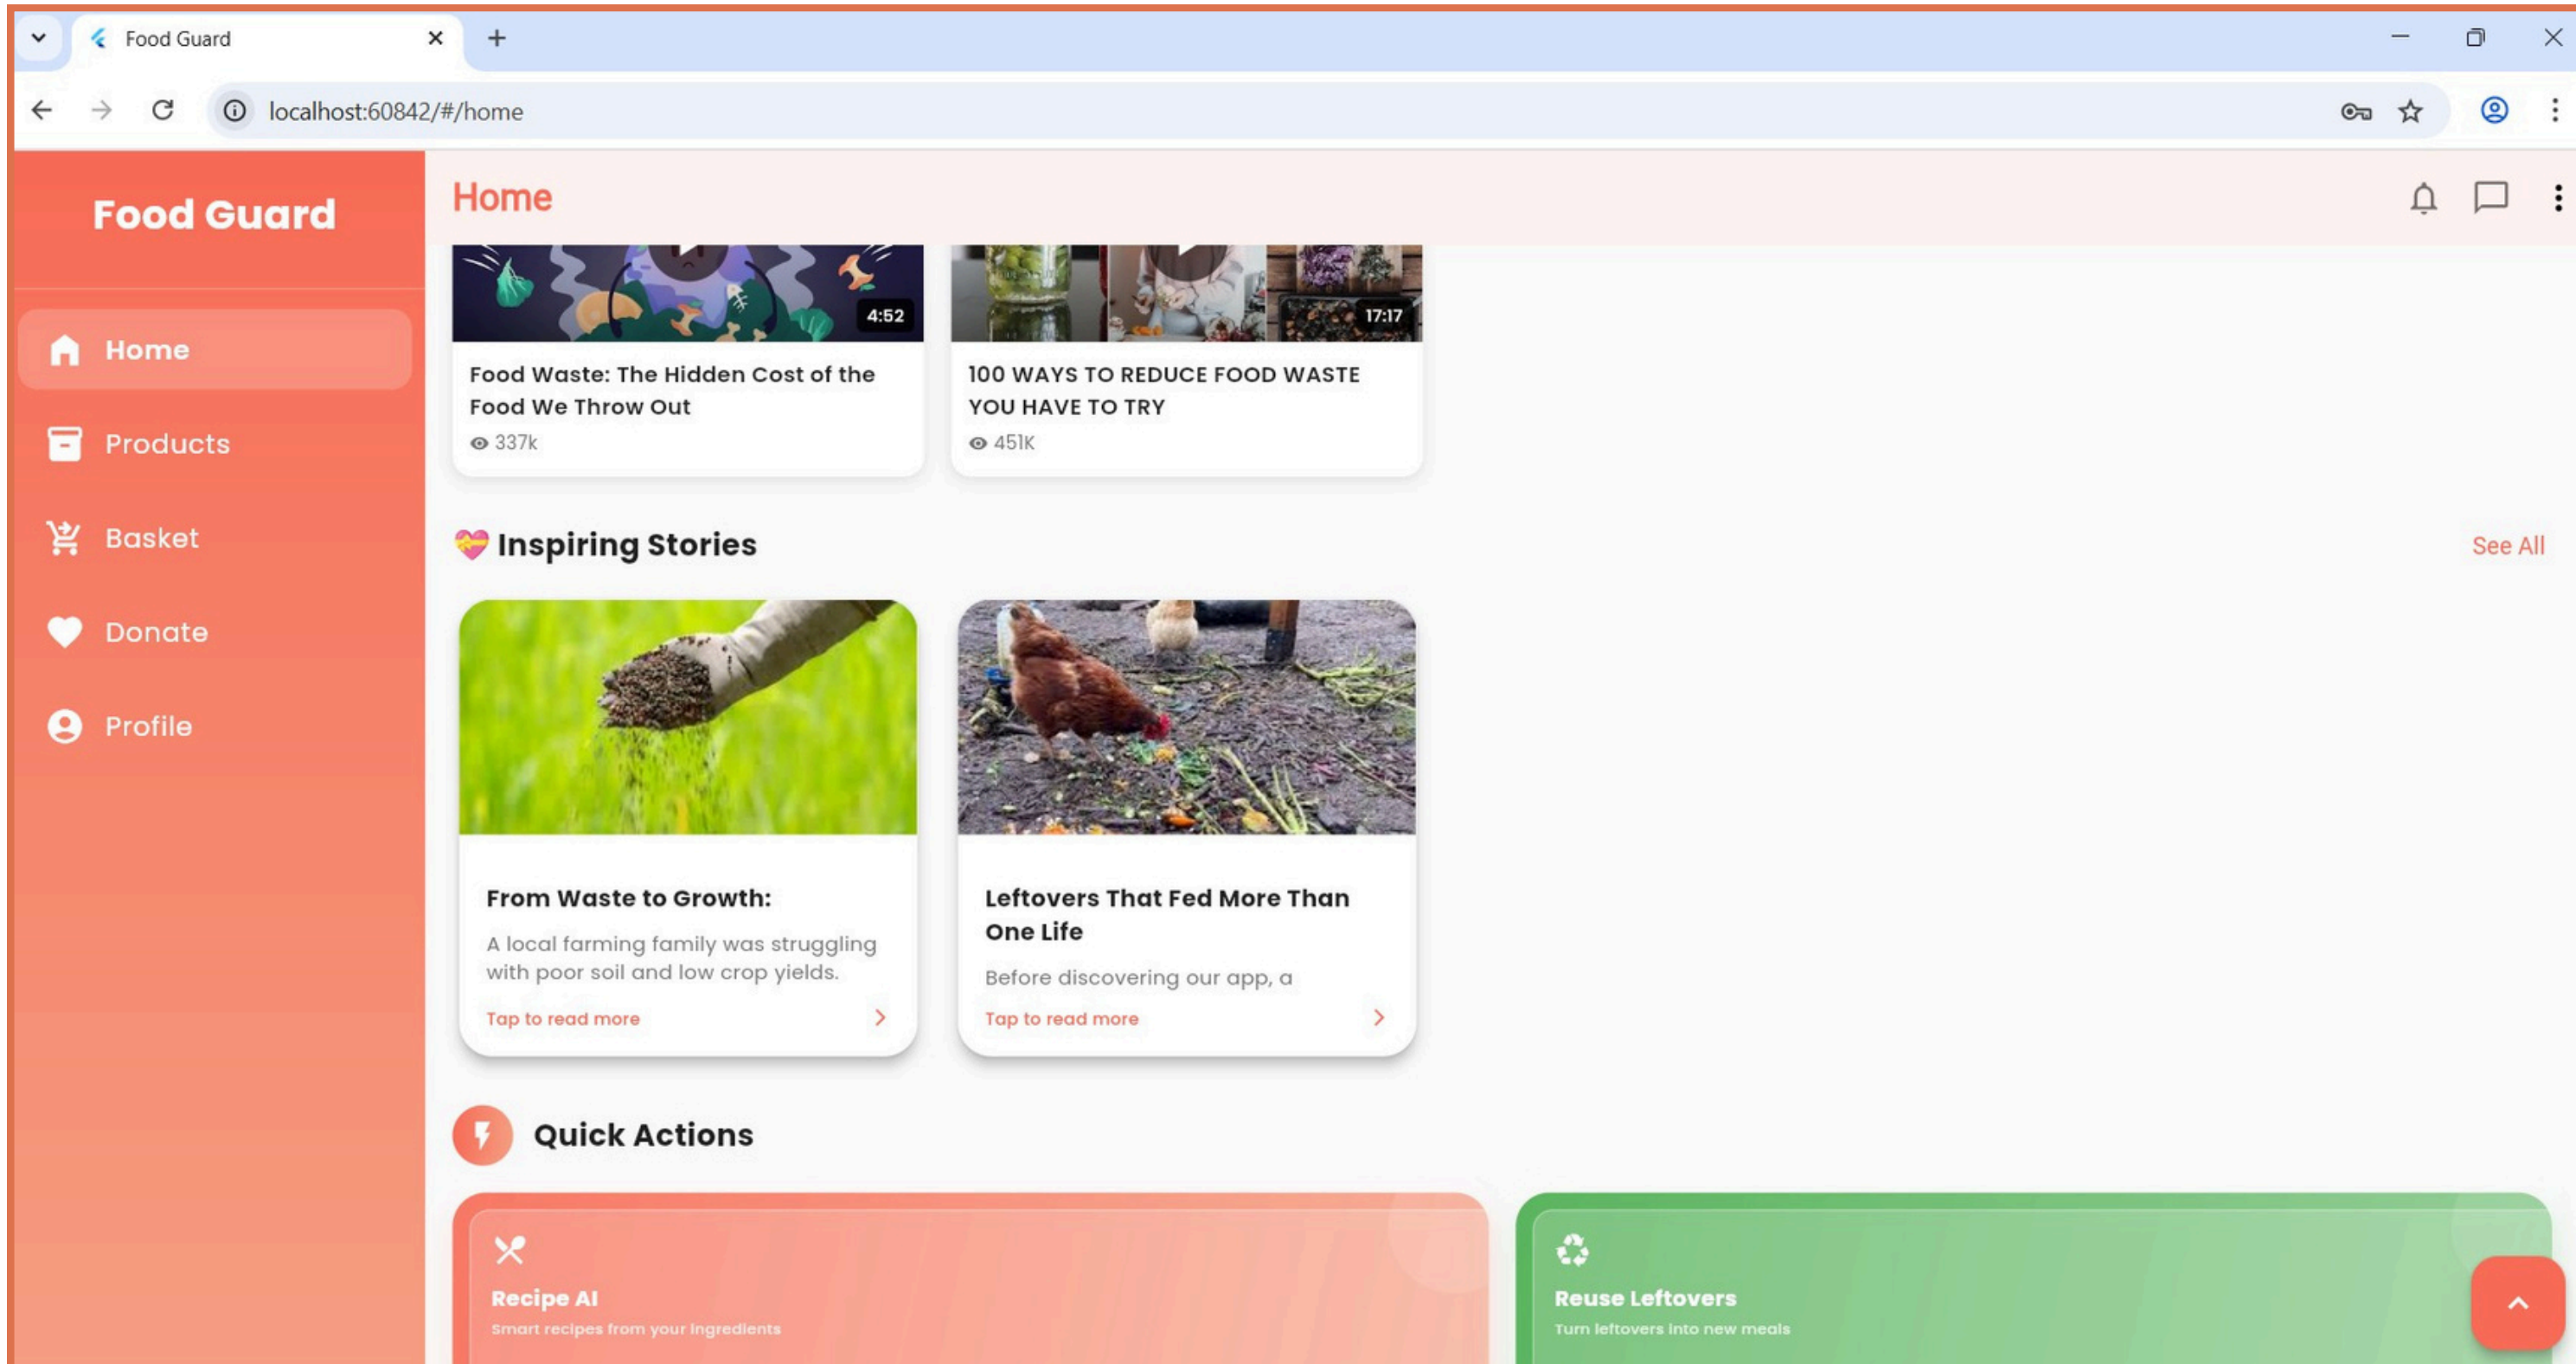 Food Guard
localhost:60842/#/home
Food Guard
Home
Products
Basket
Donate
Profile
Home
4:52
17:17
Food Waste: The Hidden Cost of the
Food We Throw Out
337k
100 WAYS TO REDUCE FOOD WASTE
YOU HAVE TO TRY
451K
Inspiring Stories
See All
From Waste to Growth:
A local farming family was struggling
with poor soil and low crop yields.
Tap to read more
Leftovers That Fed More Than
One Life
Before discovering our app, a
Tap to read more
Quick Actions
Recipe AI
Smart recipes from your ingredients
Reuse Leftovers
Turn leftovers into new meals